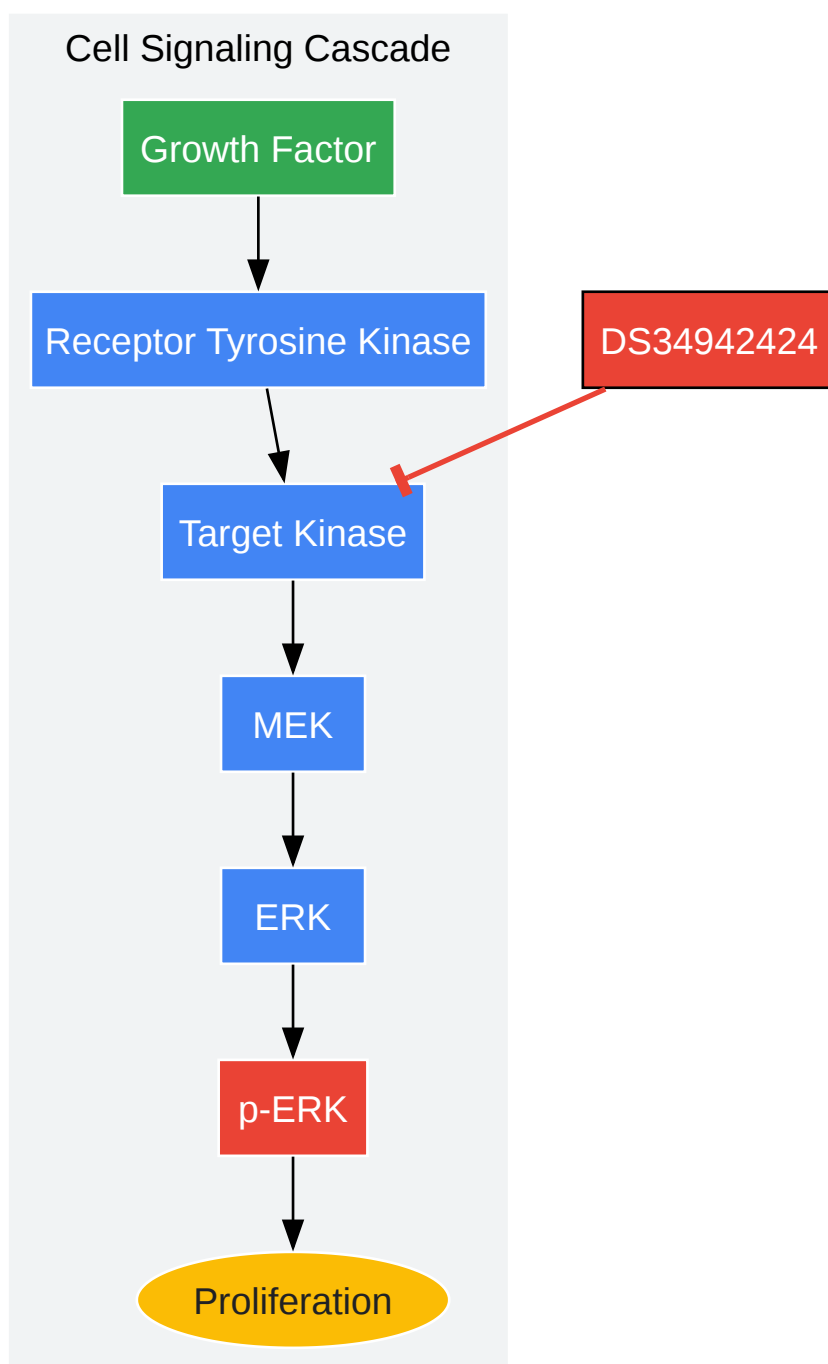 Cell Signaling Cascade
Growth Factor
Receptor Tyrosine Kinase
DS34942424
Target Kinase
MEK
ERK
p-ERK
Proliferation